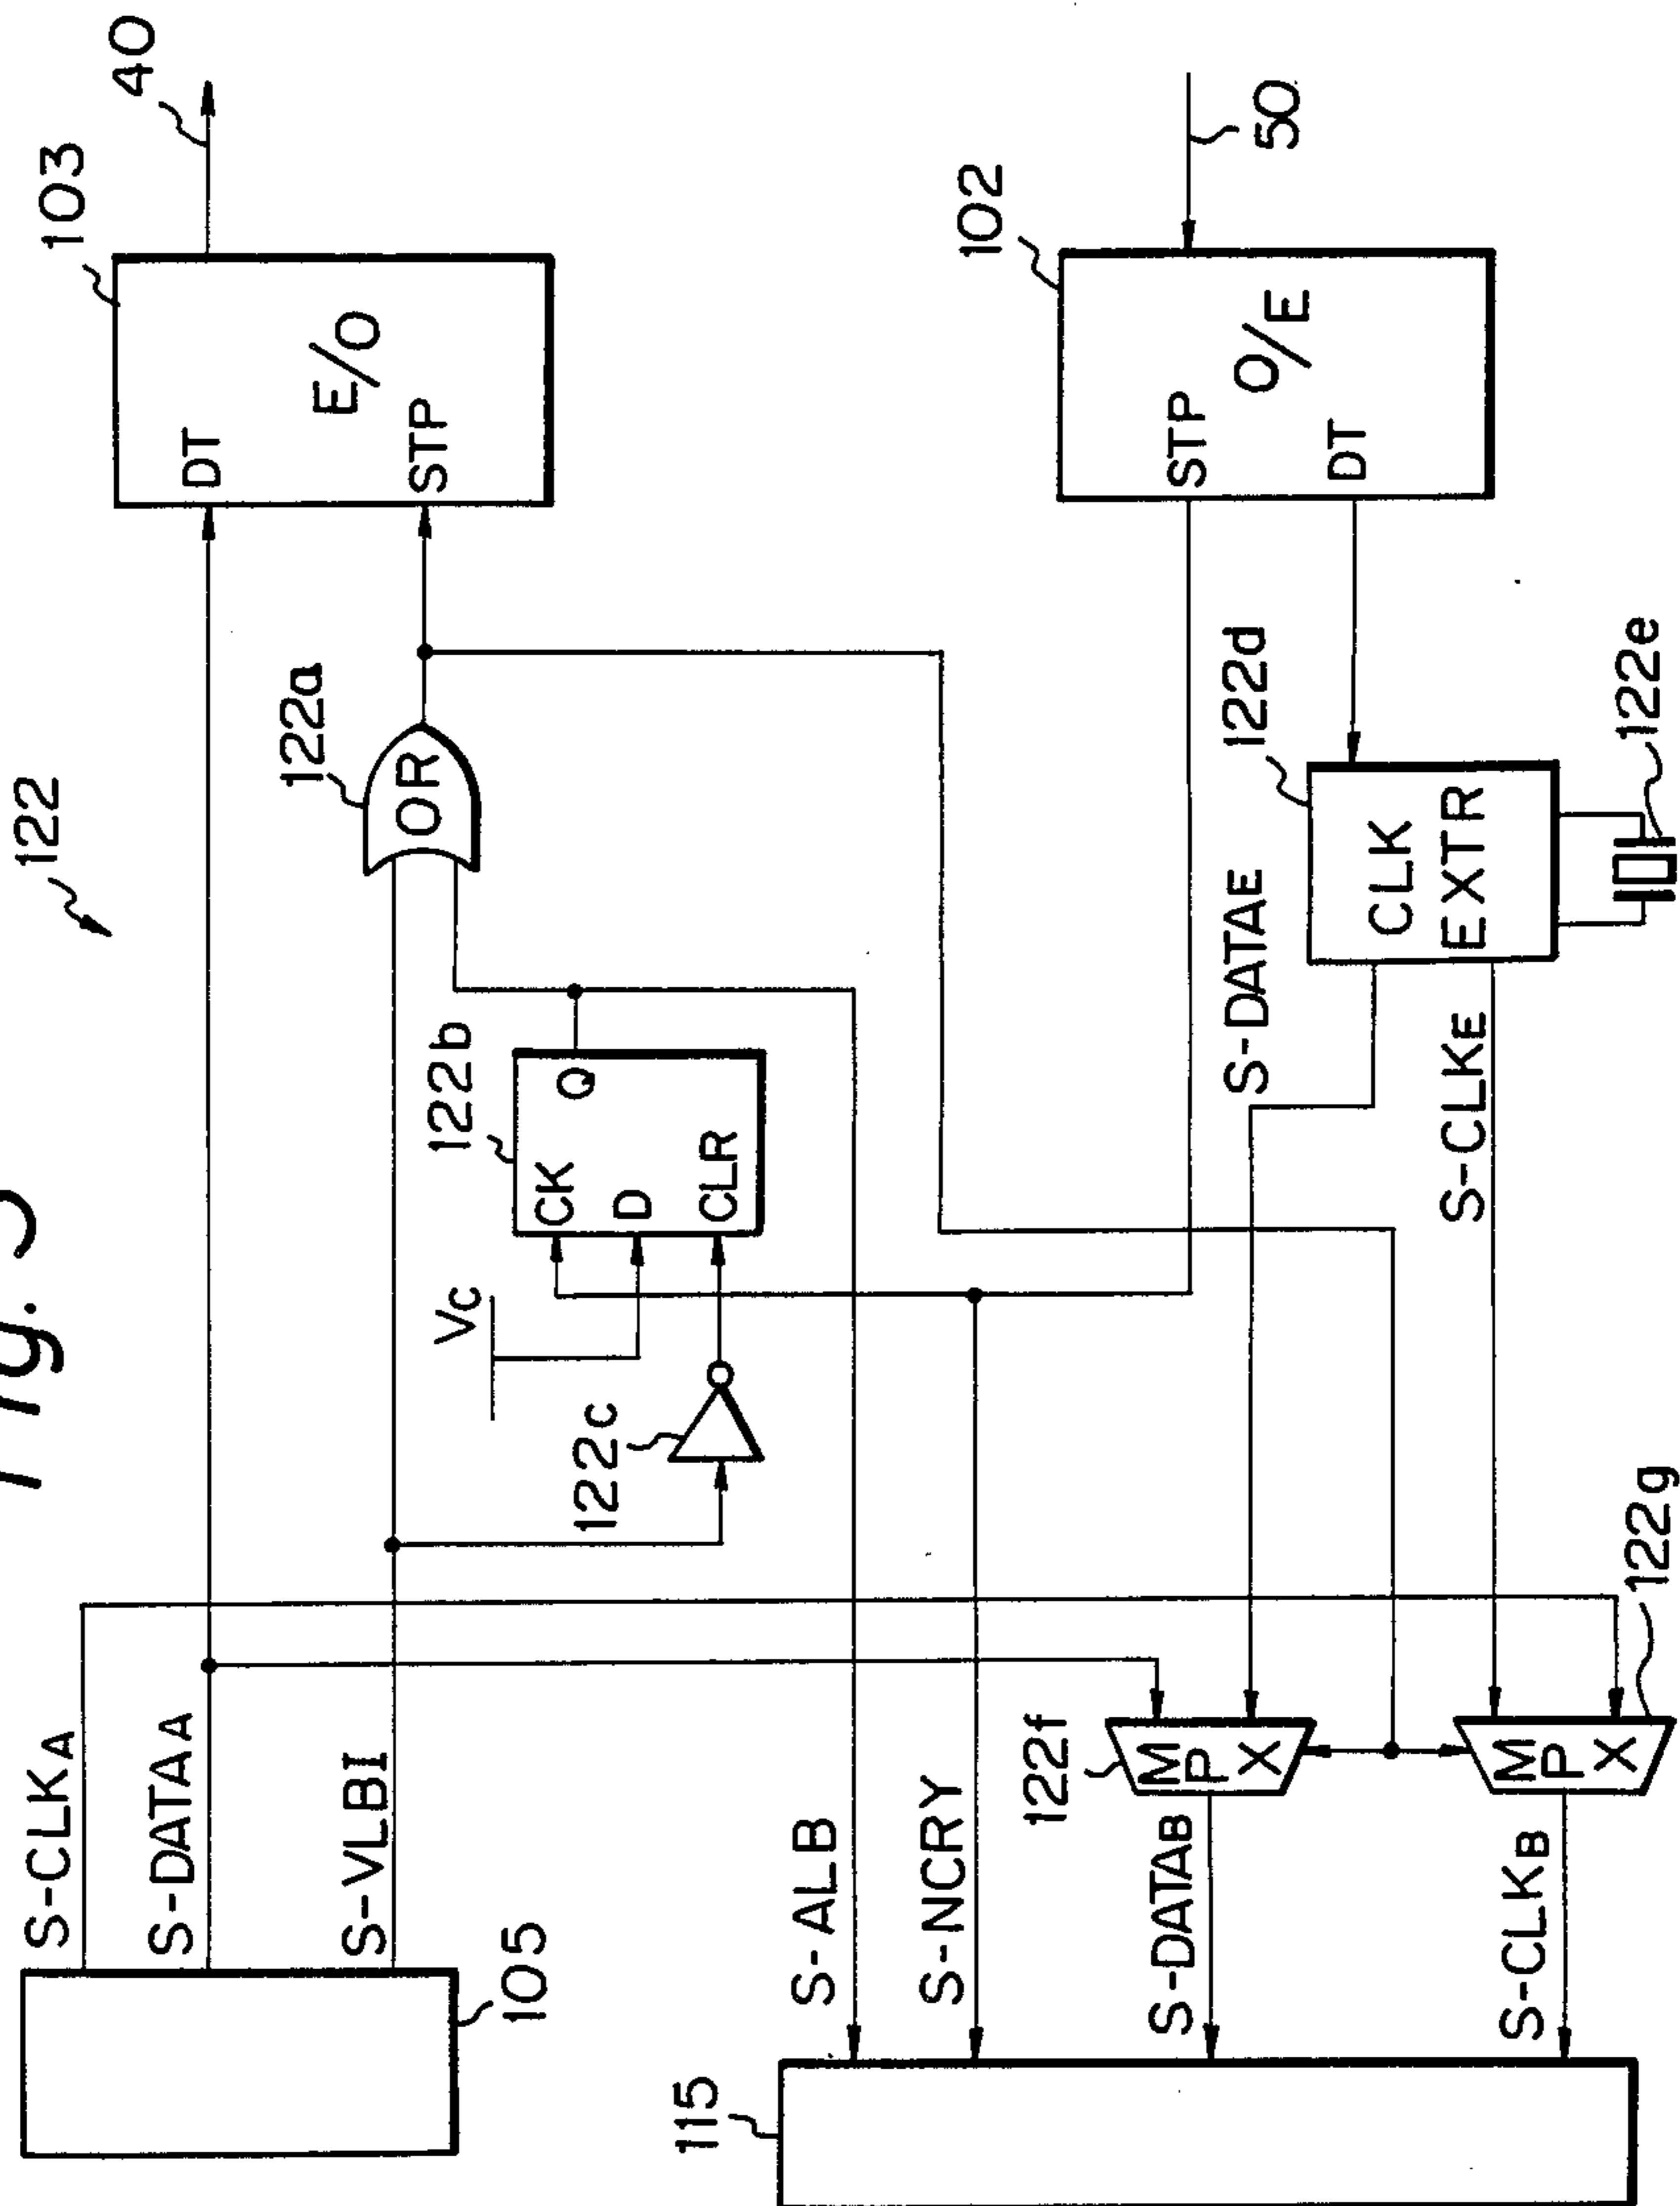 Fig.
122
S-CLKA
S-DATAA
S-VLBI
105
103
40
DT
E/O
STP
122a
OR
122b
CK
Q
D
CLR
Vc
122c
115
S-ALB
S-NCRY
S-DATAB
S-CLKB
122f
MPX
122g
MPX
S-DATAE
S-CLKE
122d
CLK
EXTR
122e
102
50
STP
O/E
DT